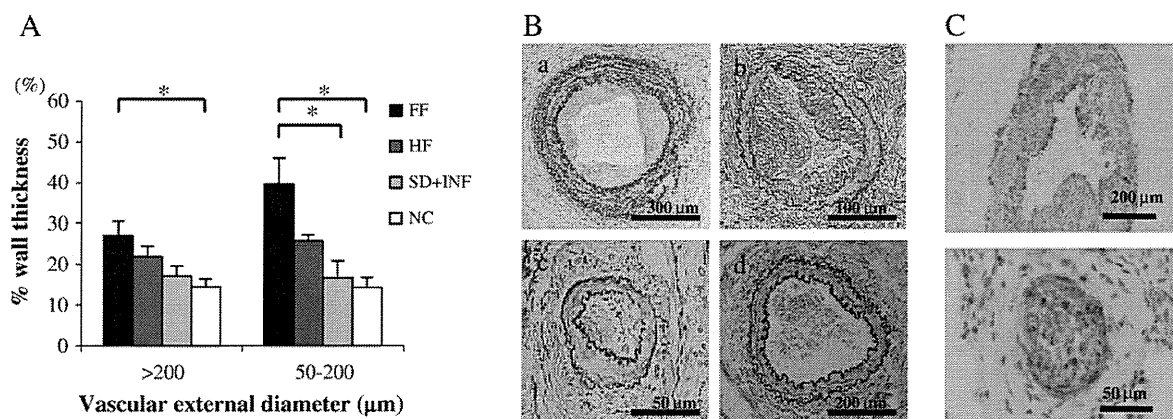 A
(%)
60
50
40
30
20
10
0
% wall thickness
*
*
*
FF
HF
SD+INF
NC
>200
50-200
Vascular external diameter (μm)
B
a
300 μm
b
100 μm
c
50 μm
d
200 μm
C
200 μm
50 μm